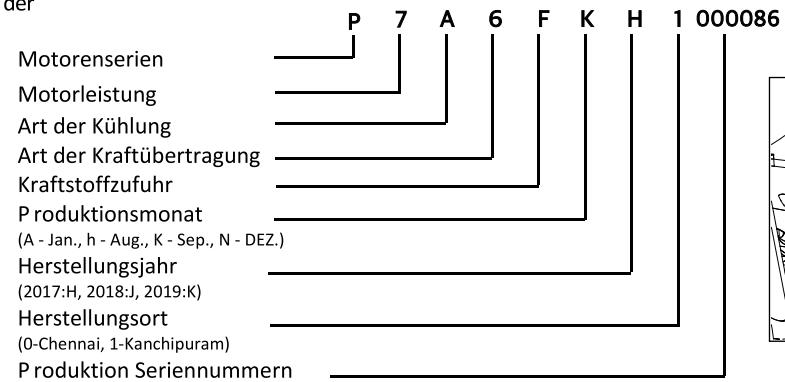 der
P 7 A 6 F K H 1 000086
Motorenserien
Motorleistung
Art der Kühlung
Art der Kraftübertragung
Kraftstoffzufuhr
P roduktionsmonat
(A - Jan., h - Aug., K - Sep., N - DEZ.)
Herstellungsjahr
(2017:H, 2018:J, 2019:K)
Herstellungsort
(0-Chennai, 1-Kanchipuram)
P roduktion Seriennummern